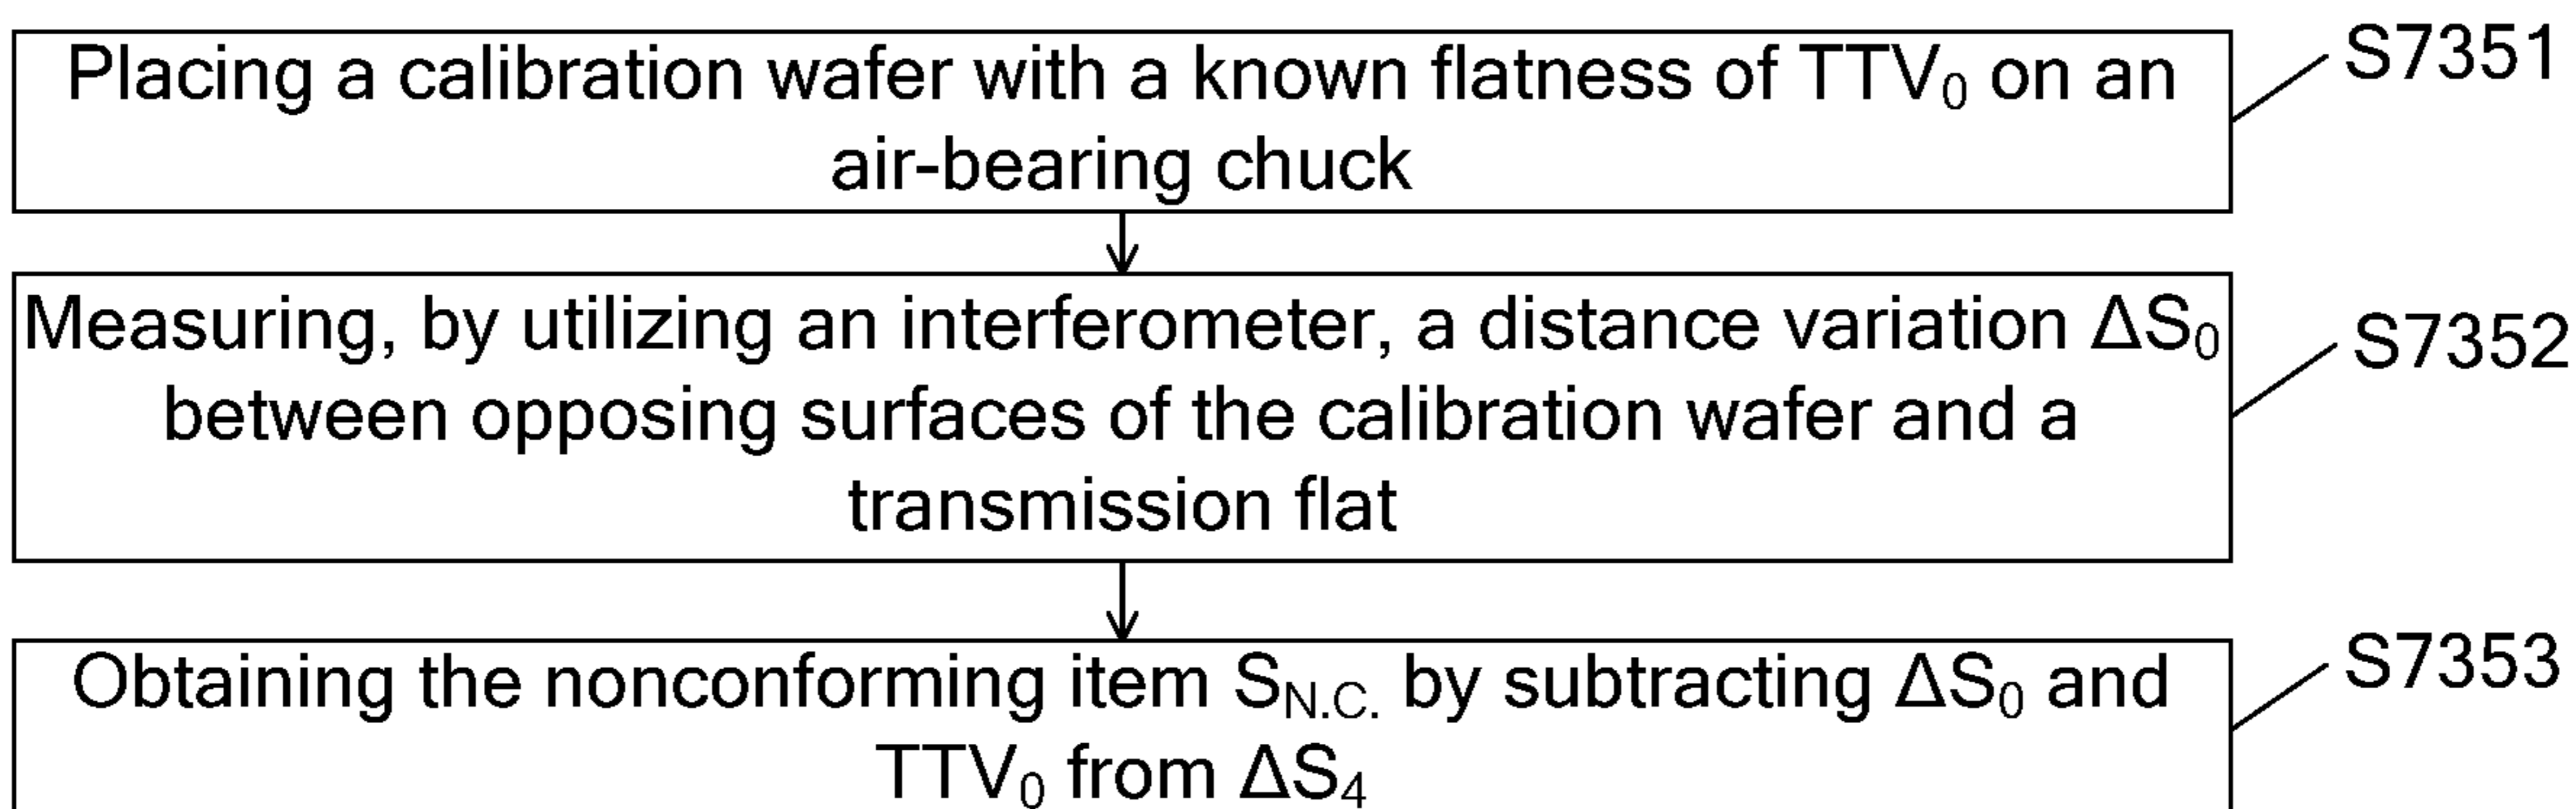 Placing a calibration wafer with a known flatness of TTV₀ on an
air-bearing chuck
S7351
Measuring, by utilizing an interferometer, a distance variation ΔS₀
between opposing surfaces of the calibration wafer and a
transmission flat
S7352
Obtaining the nonconforming item S_N.C. by subtracting ΔS₀ and
TTV₀ from ΔS₄
S7353